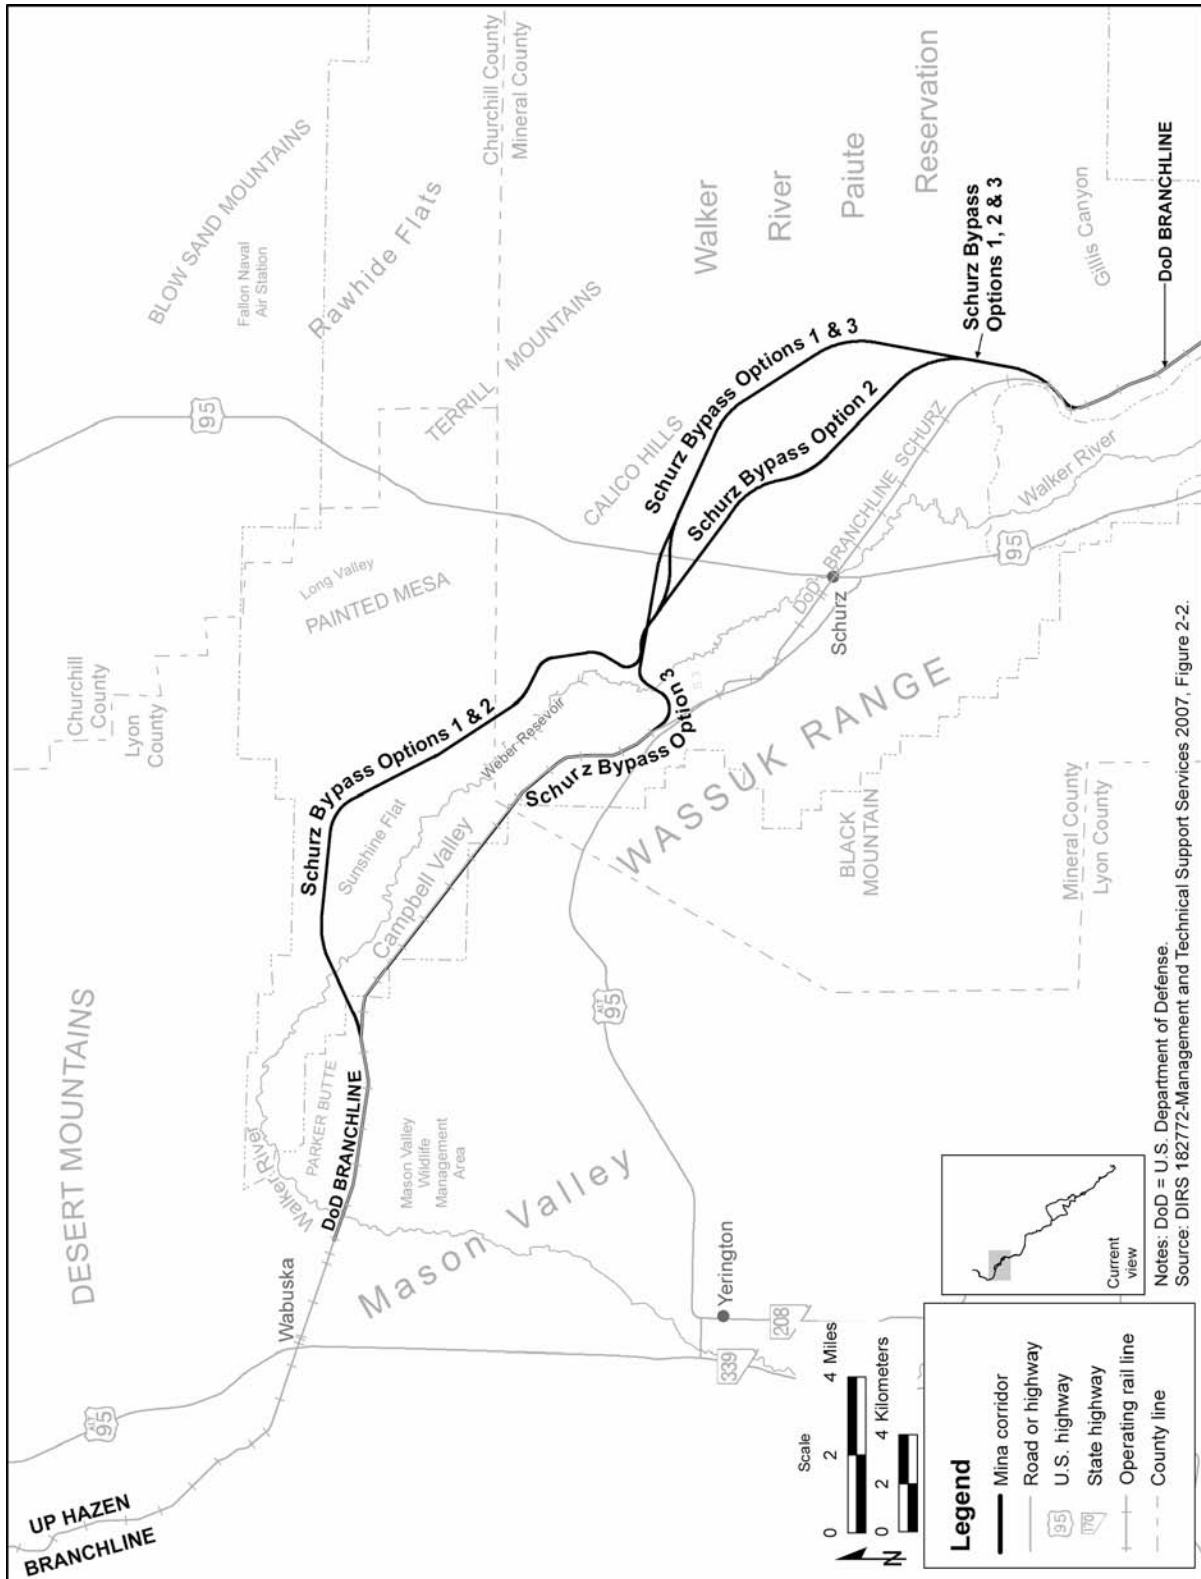 UP HAZEN
BRANCHLINE
ALT
95
Wabuska
DESERT MOUNTAINS
Walker River
PARKER BUTTE
DoD BRANCHLINE
Mason Valley
Wildlife
Management
Area
Mason Valley
Yerington
339
208
Churchill
County
Lyon
County
Schurz Bypass Options 1 & 2
Sunshine Flat
Campbell Valley
Weber Resevoir
Long Valley
PAINTED MESA
Schurz Bypass Option 3
ALT
95
WASSUK RANGE
BLACK
MOUNTAIN
Mineral County
Lyon County
95
BLOW SAND MOUNTAINS
Fallon Naval
Air Station
Rawhide Flats
TERRILL MOUNTAINS
Churchill County
Mineral County
CALICO HILLS
Schurz Bypass Options 1 & 3
Schurz Bypass Option 2
DoD BRANCHLINE SCHURZ
Schurz
95
Walker River
Walker
River
Paiute
Reservation
Schurz Bypass
Options 1, 2 & 3
Gillis Canyon
DoD BRANCHLINE
Scale
0 2 4 Miles
0 2 4 Kilometers
N
Legend
Mina corridor
Road or highway
95 U.S. highway
170 State highway
Operating rail line
County line
Current
view
Notes: DoD = U.S. Department of Defense.
Source: DIRS 182772-Management and Technical Support Services 2007, Figure 2-2.